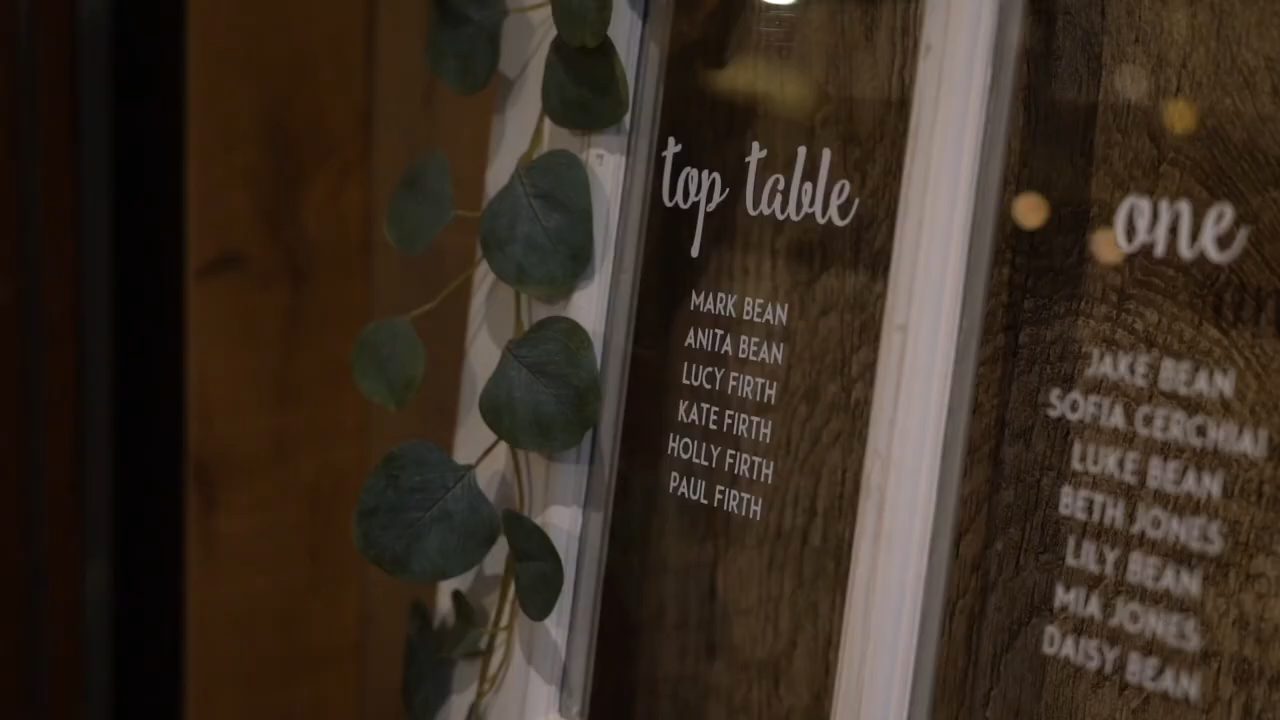 top table
MARK BEAN
ANITA BEAN
LUCY FIRTH
KATE FIRTH
HOLLY FIRTH
PAUL FIRTH
one
JAKE BEAN
SOFIA CERCHIAI
LUKE BEAN
BETH JONES
LILY BEAN
MIA JONES
DAISY BEAN